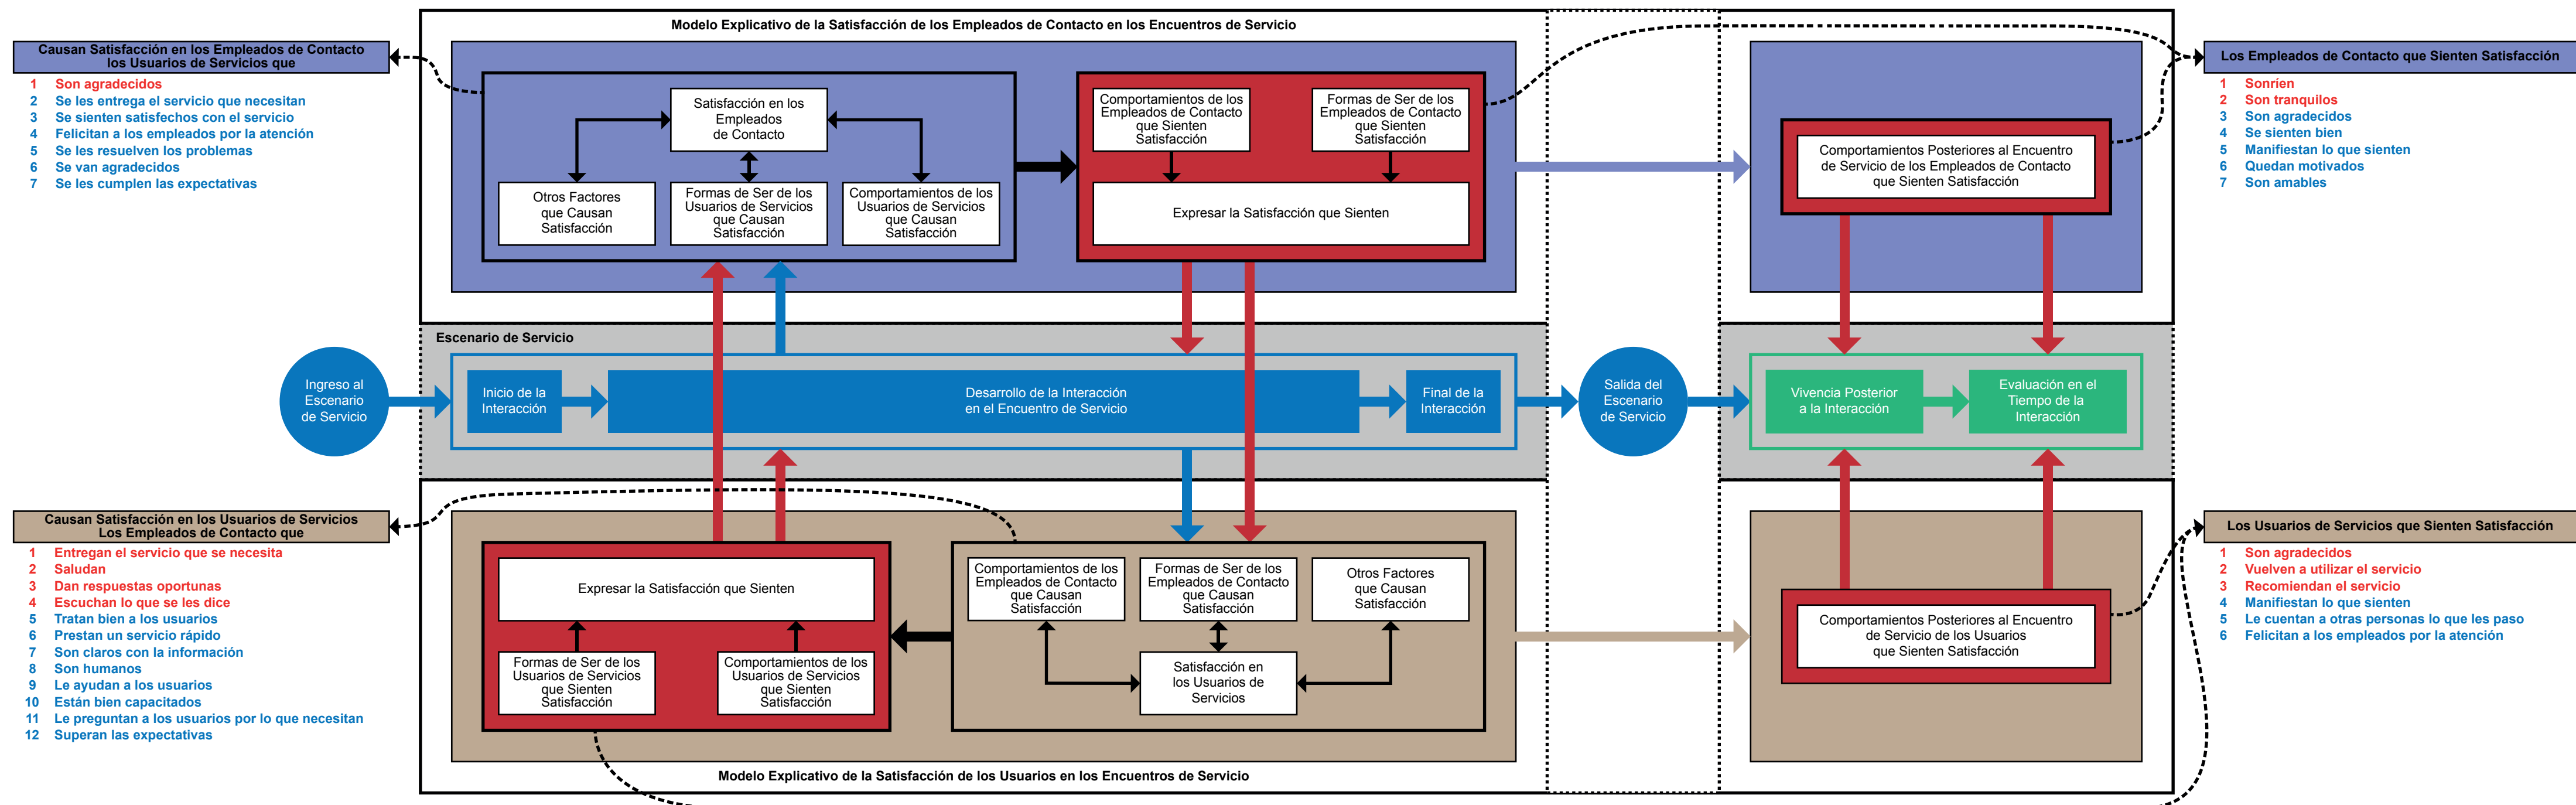 Modelo Explicativo de la Satisfacción de los Empleados de Contacto en los Encuentros de Servicio
Causan Satisfacción en los Empleados de Contacto
los Usuarios de Servicios que
1 Son agradecidos
2 Se les entrega el servicio que necesitan
3 Se sienten satisfechos con el servicio
4 Felicitan a los empleados por la atención
5 Se les resuelven los problemas
6 Se van agradecidos
7 Se les cumplen las expectativas
Satisfacción en los
Empleados
de Contacto
Otros Factores
que Causan
Satisfacción
Formas de Ser de los
Usuarios de Servicios
que Causan
Satisfacción
Comportamientos de los
Usuarios de Servicios
que Causan
Satisfacción
Comportamientos de los
Empleados de Contacto
que Sienten
Satisfacción
Formas de Ser de los
Empleados de Contacto
que Sienten
Satisfacción
Expresar la Satisfacción que Sienten
Comportamientos Posteriores al Encuentro
de Servicio de los Empleados de Contacto
que Sienten Satisfacción
Los Empleados de Contacto que Sienten Satisfacción
1 Sonríen
2 Son tranquilos
3 Son agradecidos
4 Se sienten bien
5 Manifiestan lo que sienten
6 Quedan motivados
7 Son amables
Escenario de Servicio
Ingreso al
Escenario
de Servicio
Inicio de la
Interacción
Desarrollo de la Interacción
en el Encuentro de Servicio
Final de la
Interacción
Salida del
Escenario
de Servicio
Vivencia Posterior
a la Interacción
Evaluación en el
Tiempo de la
Interacción
Causan Satisfacción en los Usuarios de Servicios
Los Empleados de Contacto que
1 Entregan el servicio que se necesita
2 Saludan
3 Dan respuestas oportunas
4 Escuchan lo que se les dice
5 Tratan bien a los usuarios
6 Prestan un servicio rápido
7 Son claros con la información
8 Son humanos
9 Le ayudan a los usuarios
10 Están bien capacitados
11 Le preguntan a los usuarios por lo que necesitan
12 Superan las expectativas
Expresar la Satisfacción que Sienten
Formas de Ser de los
Usuarios de Servicios
que Sienten
Satisfacción
Comportamientos de los
Usuarios de Servicios
que Sienten
Satisfacción
Comportamientos de los
Empleados de Contacto
que Causan
Satisfacción
Formas de Ser de los
Empleados de Contacto
que Causan
Satisfacción
Otros Factores
que Causan
Satisfacción
Satisfacción en
los Usuarios de
Servicios
Comportamientos Posteriores al Encuentro
de Servicio de los Usuarios
que Sienten Satisfacción
Los Usuarios de Servicios que Sienten Satisfacción
1 Son agradecidos
2 Vuelven a utilizar el servicio
3 Recomiendan el servicio
4 Manifiestan lo que sienten
5 Le cuentan a otras personas lo que les paso
6 Felicitan a los empleados por la atención
Modelo Explicativo de la Satisfacción de los Usuarios en los Encuentros de Servicio